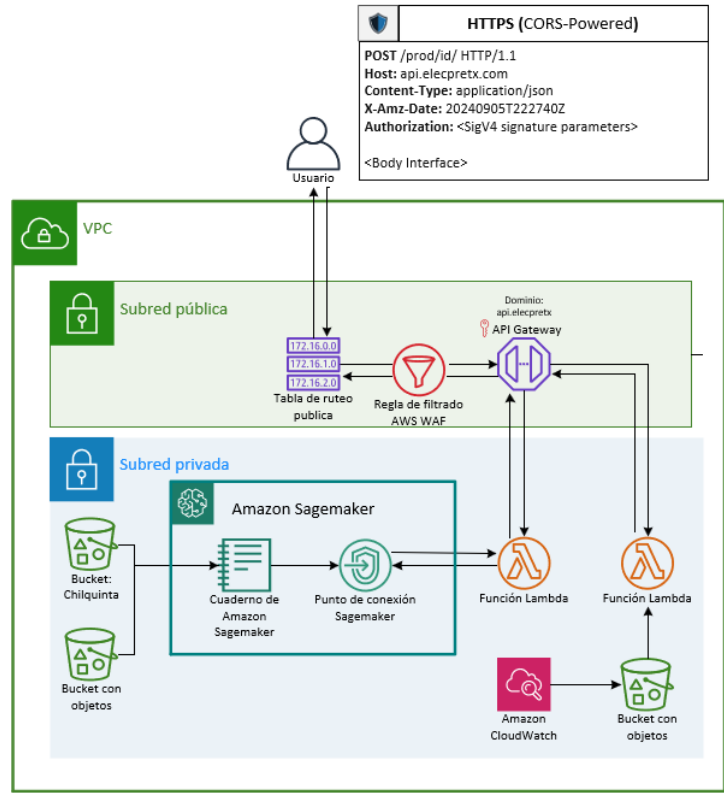 HTTPS (CORS-Powered)
POST /prod/id/ HTTP/1.1
Host: api.elecpretx.com
Content-Type: application/json
X-Amz-Date: 20240905T222740Z
Authorization: <SigV4 signature parameters>
<Body Interface>
Usuario
VPC
Subred pública
Dominio:
api.elecpretx
API Gateway
172.16.0.0
172.16.1.0
172.16.2.0
Tabla de ruteo
publica
Regla de filtrado
AWS WAF
Subred privada
Amazon Sagemaker
Bucket:
Chilquinta
Cuaderno de
Amazon
Sagemaker
Punto de conexión
Sagemaker
Función Lambda
Función Lambda
Bucket con
objetos
Amazon
CloudWatch
Bucket con
objetos